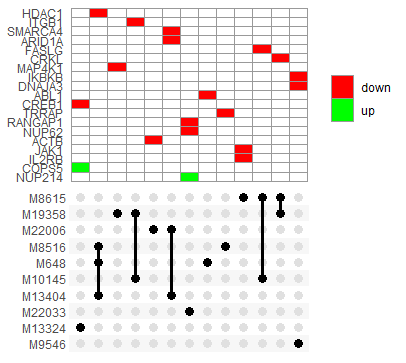 HDAC1
ITGB1
SMARCA4
ARID1A
FASLG
CRKL
MAP4K1
IKBKB
DNAJA3
ABL1
CREB1
TRRAP
RANGAP1
NUP62
ACTB
JAK1
IL2RB
COPS5
NUP214
down
up
M8615
M19358
M22006
M8516
M648
M10145
M13404
M22033
M13324
M9546